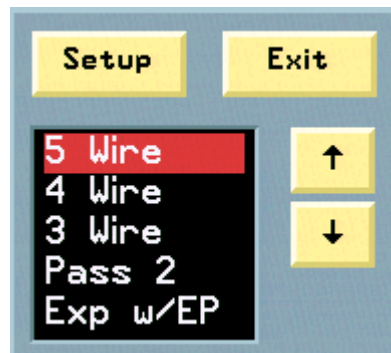 Setup Exit
5 Wire
4 Wire
3 Wire
Pass 2
Exp w/EP